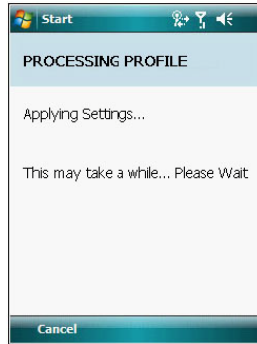 Start
PROCESSING PROFILE
Applying Settings...
This may take a while... Please Wait
Cancel